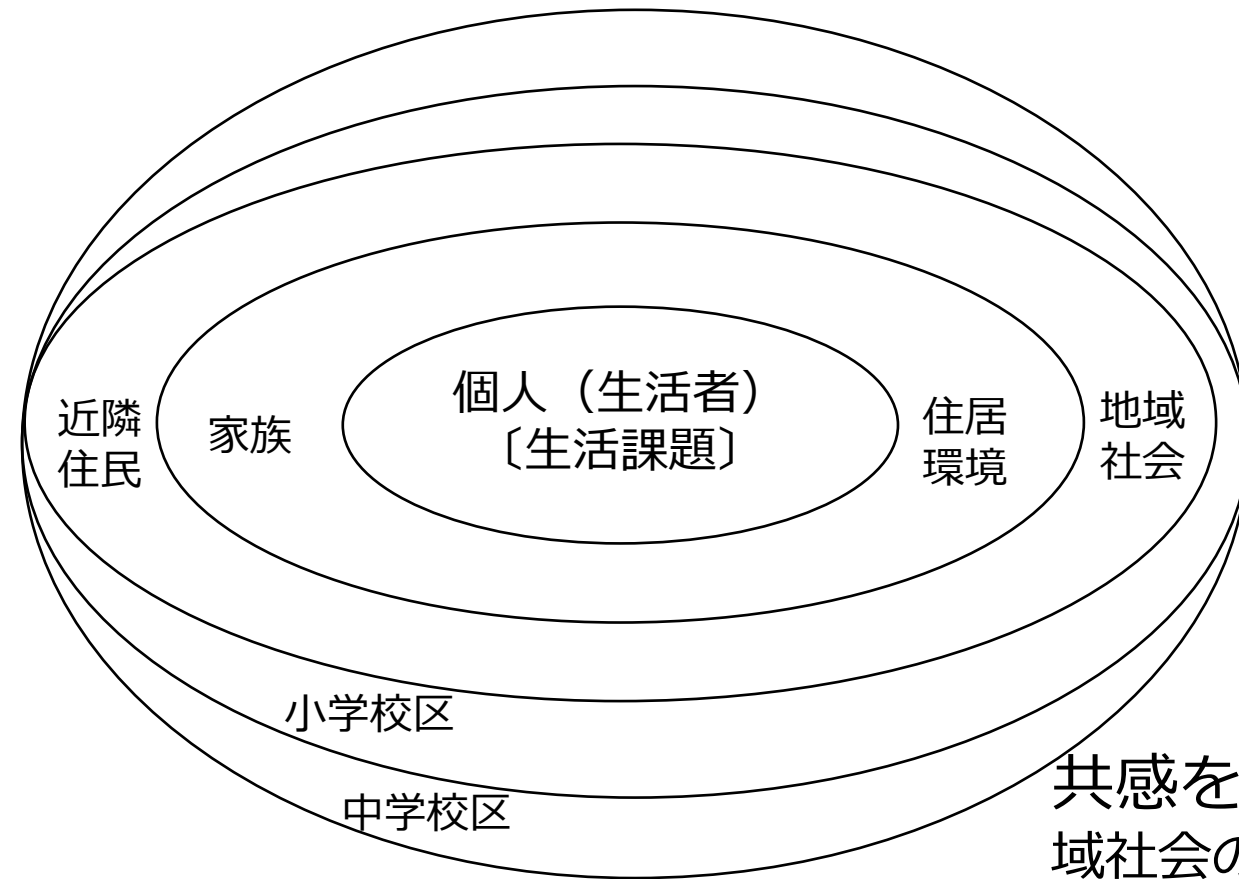 個人（生活者）
〔生活課題〕
近隣
住民
家族
住居
環境
地域
社会
小学校区
中学校区
共感を
域社会の